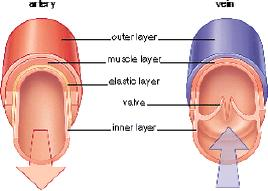 artery
vein
outer layer
muscle layer
elastic layer
valve
inner layer